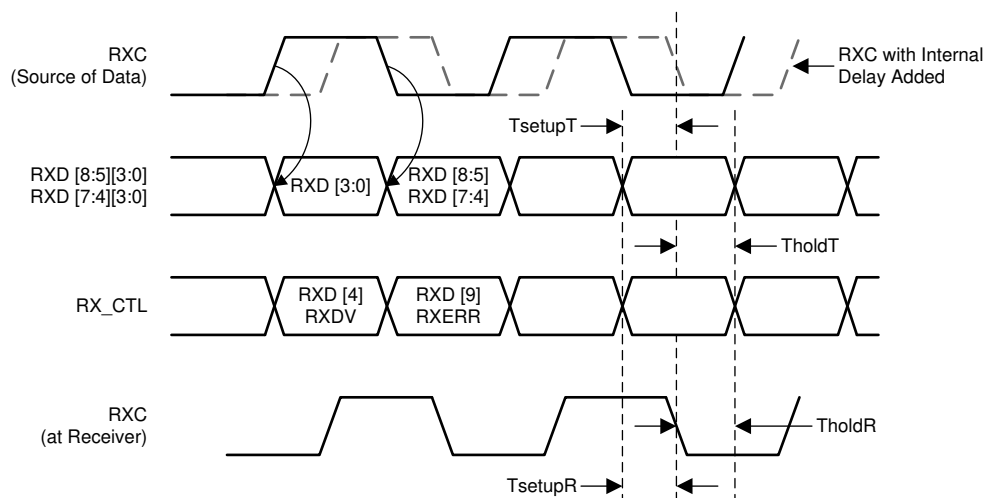 RXC
(Source of Data)
RXC with Internal
Delay Added
TsetupT
RXD [8:5][3:0]
RXD [7:4][3:0]
RXD [3:0]
RXD [8:5]
RXD [7:4]
TholdT
RX_CTL
RXD [4]
RXDV
RXD [9]
RXERR
RXC
(at Receiver)
TholdR
TsetupR